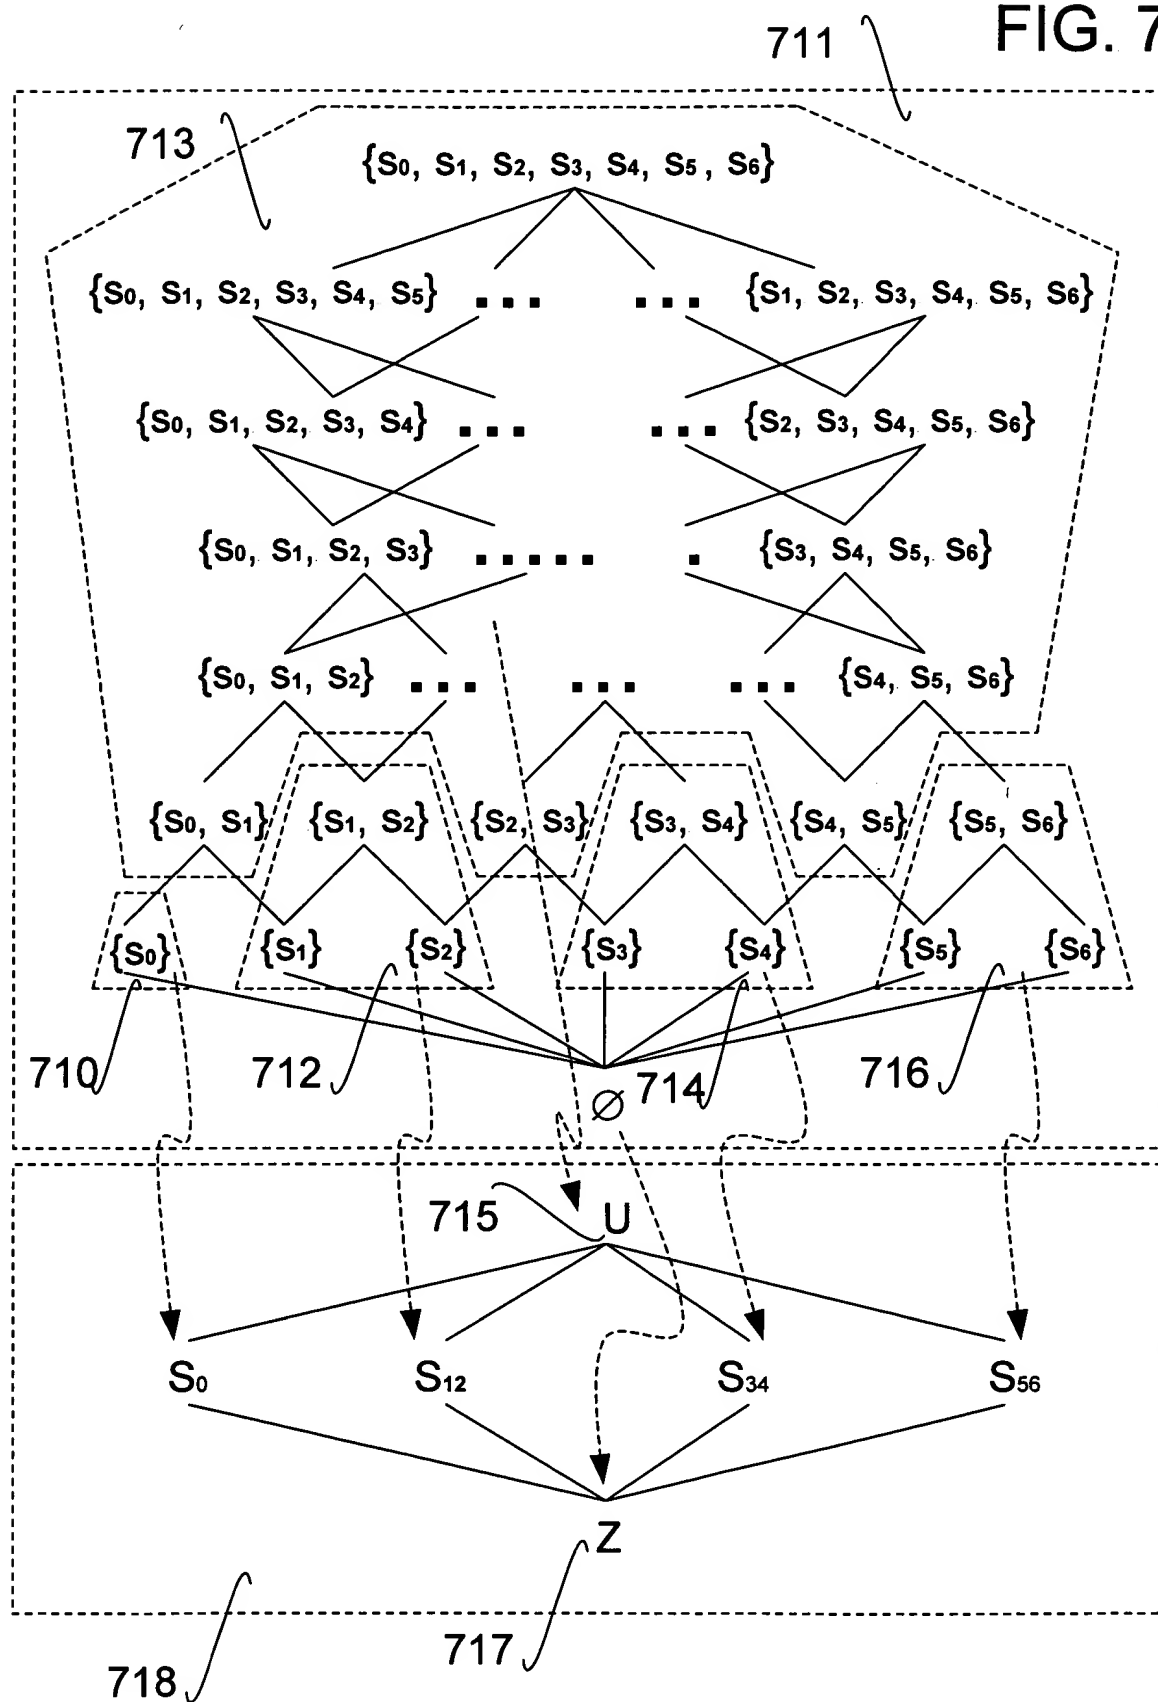 FIG. 7
711
713
{S0, S1, S2, S3, S4, S5, S6}
{S0, S1, S2, S3, S4, S5} ... ... {S1, S2, S3, S4, S5, S6}
{S0, S1, S2, S3, S4} ... ... {S2, S3, S4, S5, S6}
{S0, S1, S2, S3} ..... . {S3, S4, S5, S6}
{S0, S1, S2} ... ... ... {S4, S5, S6}
{S0, S1} {S1, S2} {S2, S3} {S3, S4} {S4, S5} {S5, S6}
{S0} {S1} {S2} {S3} {S4} {S5} {S6}
710 712 714 716
∅
715 U
S0 S12 S34 S56
Z
717
718